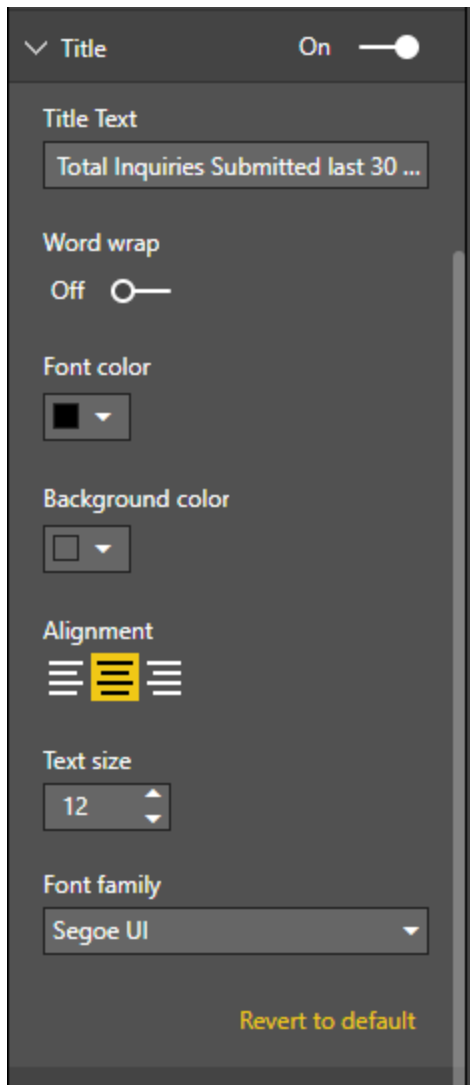 Title On
Title Text
Total Inquiries Submitted last 30 ...
Word wrap
Off
Font color
Background color
Alignment
Text size
12
Font family
Segoe UI
Revert to default